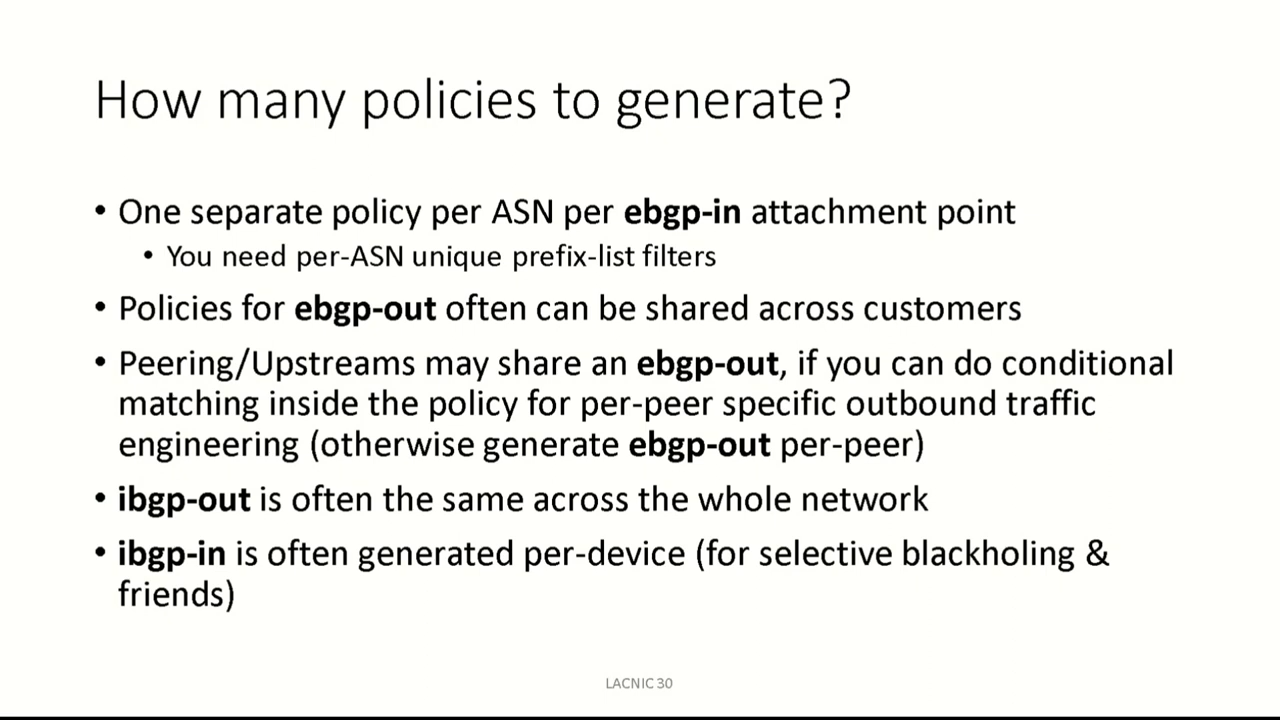 How many policies to generate?
• One separate policy per ASN per ebgp-in attachment point
• You need per-ASN unique prefix-list filters
• Policies for ebgp-out often can be shared across customers
• Peering/Upstreams may share an ebgp-out, if you can do conditional
matching inside the policy for per-peer specific outbound traffic
engineering (otherwise generate ebgp-out per-peer)
• ibgp-out is often the same across the whole network
• ibgp-in is often generated per-device (for selective blackholing &
friends)
LACNIC 30